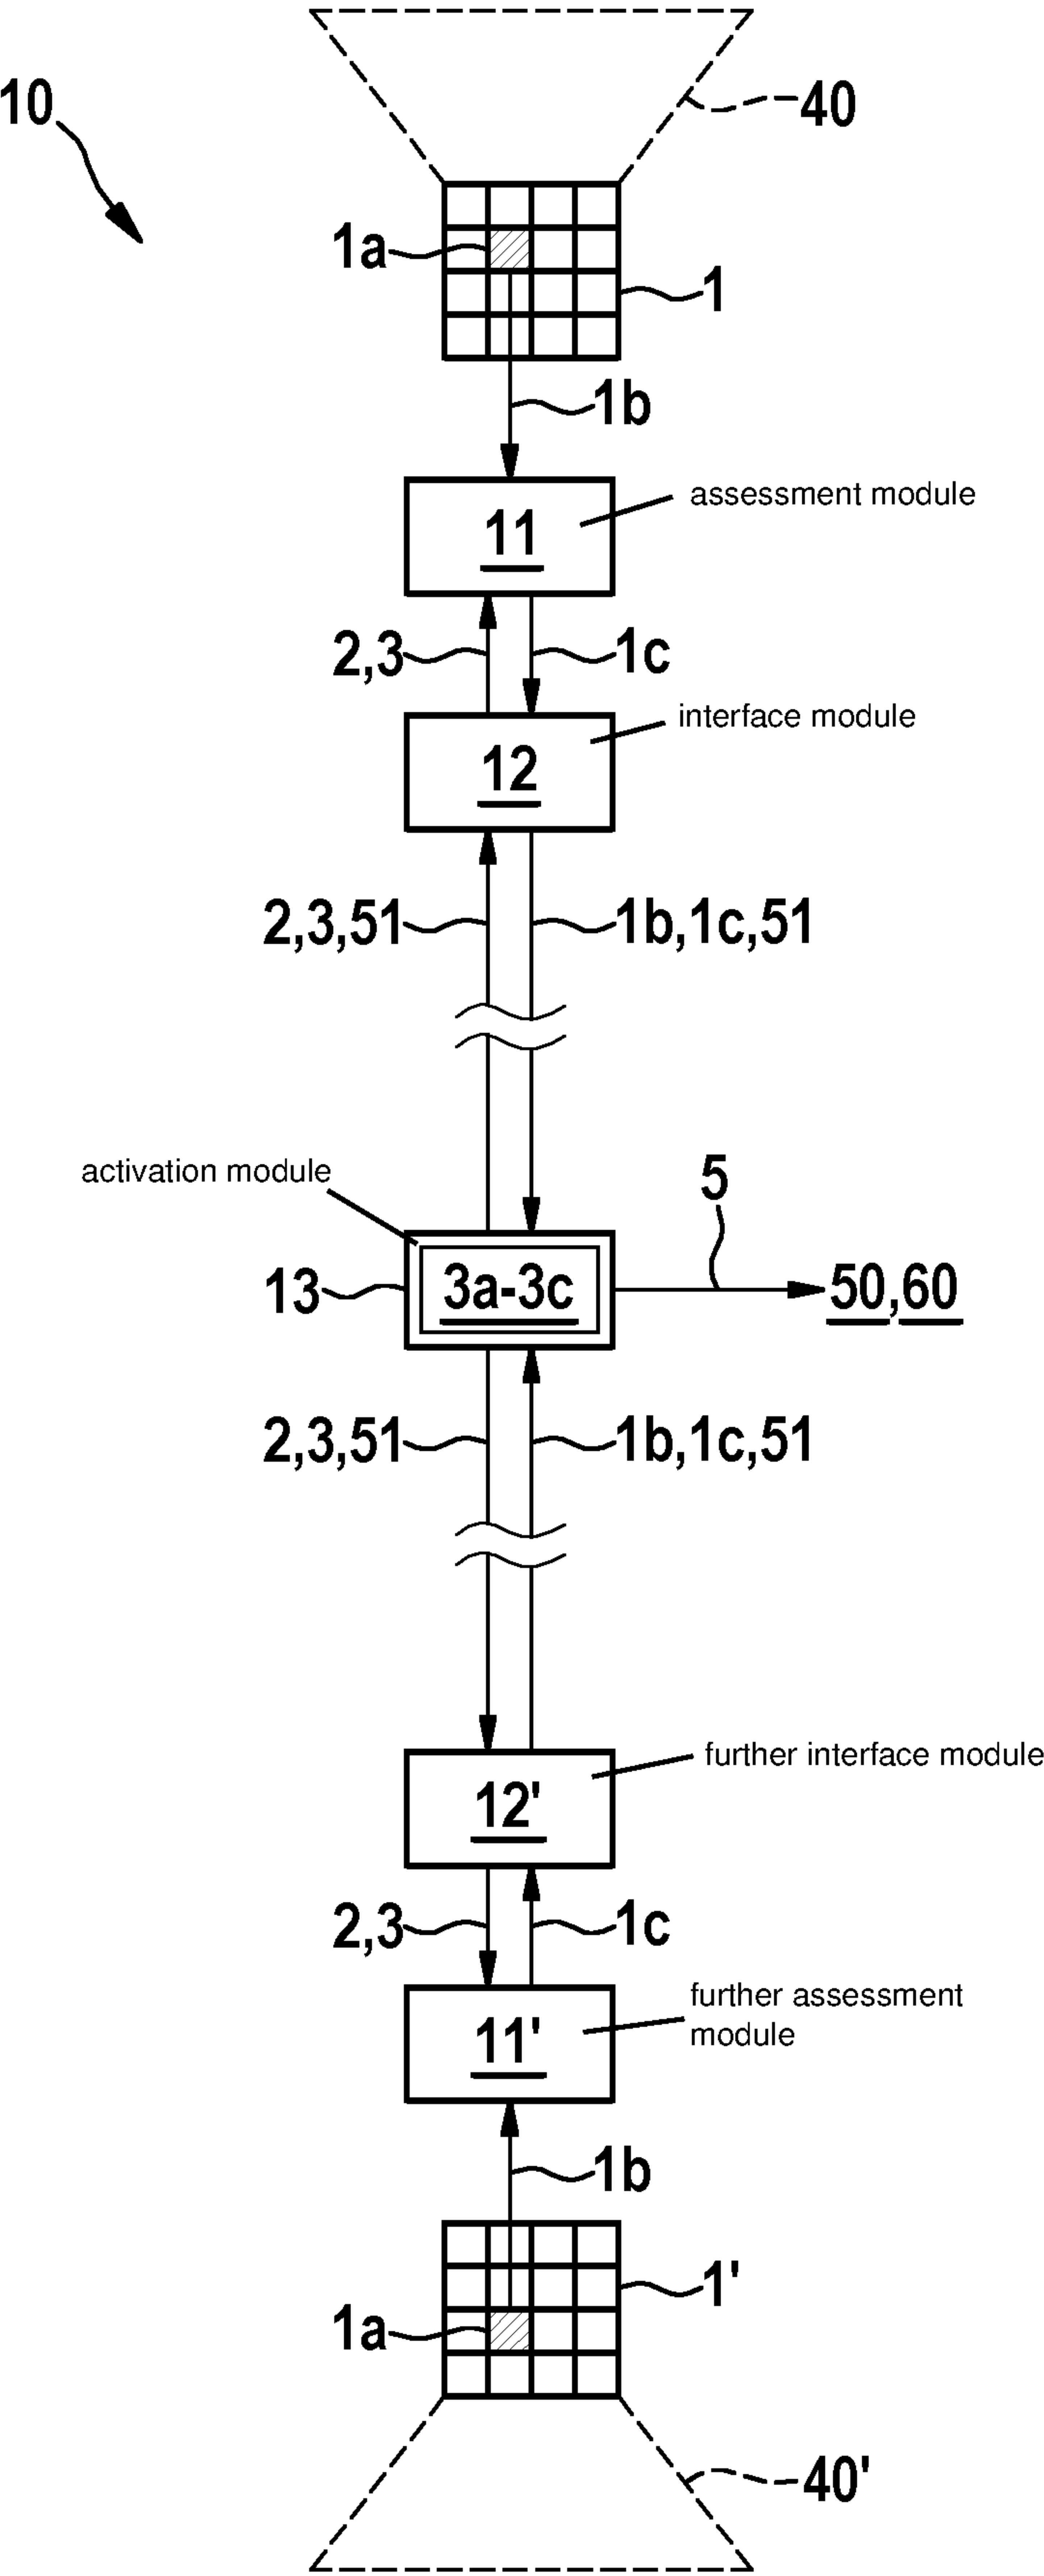 10
40
1a
1
1b
11
assessment module
2,3
1c
interface module
12
2,3,51
1b,1c,51
activation module
5
13
3a-3c
50,60
2,3,51
1b,1c,51
further interface module
12'
2,3
1c
further assessment
module
11'
1b
1'
1a
40'